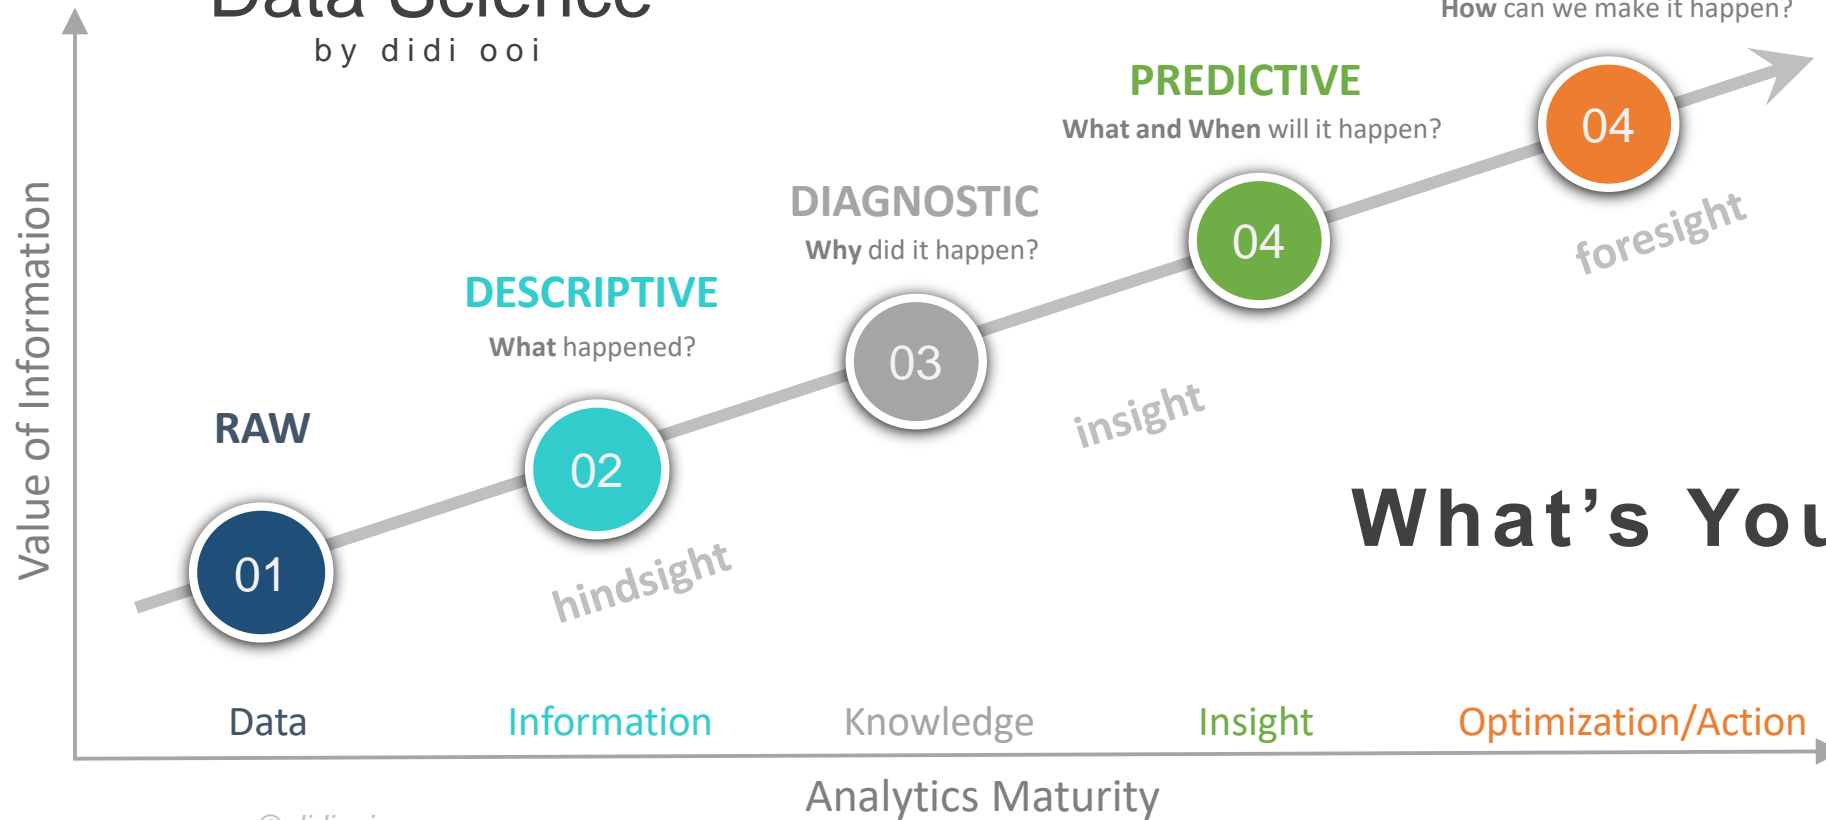 Data Science
by didi ooi
How can we make it happen?
PREDICTIVE
What and When will it happen?
04
DIAGNOSTIC
Why did it happen?
04
foresight
DESCRIPTIVE
What happened?
03
insight
RAW
02
What's You
01
hindsight
Value of Information
Data
Information
Knowledge
Insight
Optimization/Action
Analytics Maturity